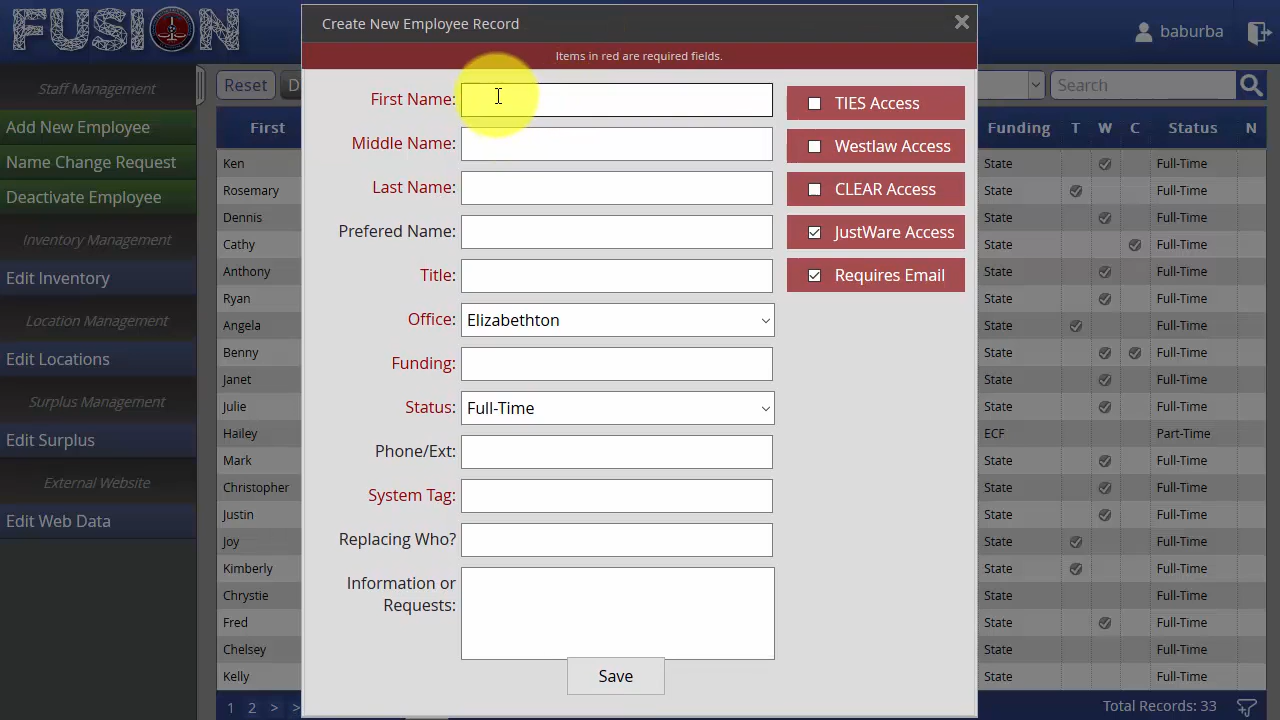 FUSION
baburba
Create New Employee Record
Items in red are required fields.
Staff Management
Add New Employee
Name Change Request
Deactivate Employee
Inventory Management
Edit Inventory
Location Management
Edit Locations
Surplus Management
Edit Surplus
External Website
Edit Web Data
Reset
D
Search
First
Funding T W C Status N
Ken State Full-Time
Rosemary State Full-Time
Dennis State Full-Time
Cathy State Full-Time
Anthony State Full-Time
Ryan State Full-Time
Angela State Full-Time
Benny State Full-Time
Janet State Full-Time
Julie State Full-Time
Hailey ECF Part-Time
Mark State Full-Time
Christopher State Full-Time
Justin State Full-Time
Joy State Full-Time
Kimberly State Full-Time
Chrystie State Full-Time
Fred State Full-Time
Chelsey State Full-Time
Kelly State Full-Time
1 2 > >
Total Records: 33
First Name:
Middle Name:
Last Name:
Prefered Name:
Title:
Office: Elizabethton
Funding:
Status: Full-Time
Phone/Ext:
System Tag:
Replacing Who?
Information or
Requests:
TIES Access
Westlaw Access
CLEAR Access
JustWare Access
Requires Email
Save